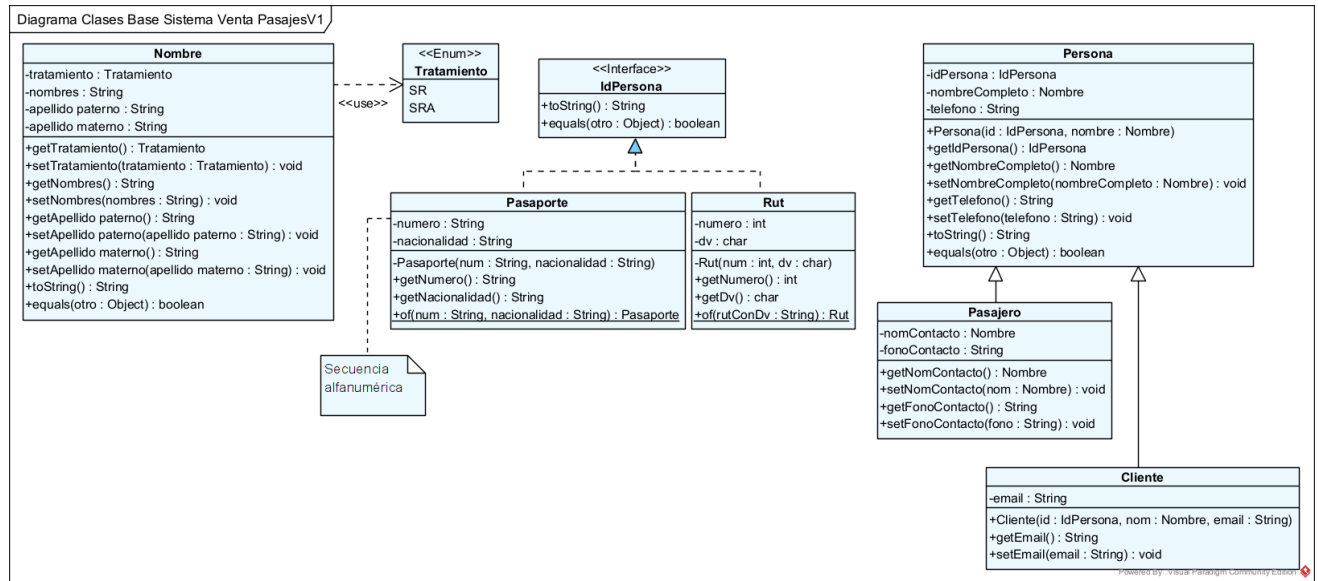 Diagrama Clases Base Sistema Venta PasajesV1
Nombre
-tratamiento : Tratamiento
-nombres : String
-apellido paterno : String
-apellido materno : String
+getTratamiento() : Tratamiento
+setTratamiento(tratamiento : Tratamiento) : void
+getNombres() : String
+setNombres(nombres : String) : void
+getApellido paterno() : String
+setApellido paterno(apellido paterno : String) : void
+getApellido materno() : String
+setApellido materno(apellido materno : String) : void
+toString() : String
+equals(otro : Object) : boolean
<<use>>
<<Enum>>
Tratamiento
SR
SRA
<<Interface>>
IdPersona
+toString() : String
+equals(otro : Object) : boolean
Pasaporte
-numero : String
-nacionalidad : String
-Pasaporte(num : String, nacionalidad : String)
+getNumero() : String
+getNacionalidad() : String
+of(num : String, nacionalidad : String) : Pasaporte
Rut
-numero : int
-dv : char
-Rut(num : int, dv : char)
+getNumero() : int
+getDv() : char
+of(rutConDv : String) : Rut
Secuencia
alfanumérica
Persona
-idPersona : IdPersona
-nombreCompleto : Nombre
-telefono : String
+Persona(id : IdPersona, nombre : Nombre)
+getIdPersona() : IdPersona
+getNombreCompleto() : Nombre
+setNombreCompleto(nombreCompleto : Nombre) : void
+getTelefono() : String
+setTelefono(telefono : String) : void
+toString() : String
+equals(otro : Object) : boolean
Pasajero
-nomContacto : Nombre
-fonoContacto : String
+getNomContacto() : Nombre
+setNomContacto(nom : Nombre) : void
+getFonoContacto() : String
+setFonoContacto(fono : String) : void
Cliente
-email : String
+Cliente(id : IdPersona, nom : Nombre, email : String)
+getEmail() : String
+setEmail(email : String) : void
Powered By: Visual Paradigm Community Edition